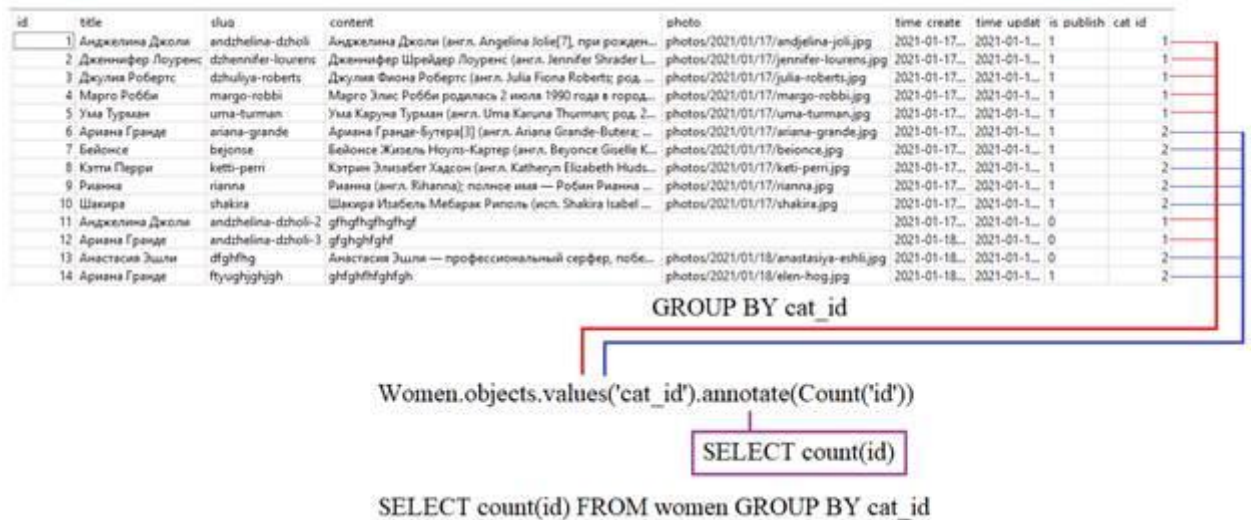 id title slug content photo time_create time_updat is_publish cat_id
1 Анджелина Джоли andzhelina-dzholi Анджелина Джоли (англ. Angelina Jolie[7], при рожден... photos/2021/01/17/andjelina-joli.jpg 2021-01-17... 2021-01-1... 1 1
2 Дженнифер Лоуренс dzhennifer-lourens Дженнифер Шрейдер Лоуренс (англ. Jennifer Shrader L... photos/2021/01/17/jennifer-lourens.jpg 2021-01-17... 2021-01-1... 1 1
3 Джулия Робертс dzhuliya-roberts Джулия Фиона Робертс (англ. Julia Fiona Roberts; род. ... photos/2021/01/17/julia-roberts.jpg 2021-01-17... 2021-01-1... 1 1
4 Марго Робби margo-robbi Марго Элис Робби родилась 2 июля 1990 года в город... photos/2021/01/17/margo-robbi.jpg 2021-01-17... 2021-01-1... 1 1
5 Ума Турман uma-turman Ума Каруна Турман (англ. Uma Karuna Thurman; род. 2... photos/2021/01/17/uma-turman.jpg 2021-01-17... 2021-01-1... 1 1
6 Ариана Гранде ariana-grande Ариана Гранде-Бутера[3] (англ. Ariana Grande-Butera; ... photos/2021/01/17/ariana-grande.jpg 2021-01-17... 2021-01-1... 1 2
7 Бейонсе bejonse Бейонсе Жизель Ноулз-Картер (англ. Beyonce Giselle K... photos/2021/01/17/beionce.jpg 2021-01-17... 2021-01-1... 1 2
8 Кэтти Перри ketti-perri Кэтрин Элизабет Хадсон (англ. Katheryn Elizabeth Huds... photos/2021/01/17/keti-perri.jpg 2021-01-17... 2021-01-1... 1 2
9 Рианна rianna Рианна (англ. Rihanna); полное имя — Робин Рианна ... photos/2021/01/17/rianna.jpg 2021-01-17... 2021-01-1... 1 2
10 Шакира shakira Шакира Изабель Мебарак Риполь (исп. Shakira Isabel ... photos/2021/01/17/shakira.jpg 2021-01-17... 2021-01-1... 1 2
11 Анджелина Джоли andzhelina-dzholi-2 gfhgfhgfhgfhgf 2021-01-17... 2021-01-1... 0 1
12 Ариана Гранде andzhelina-dzholi-3 gfghghfghf 2021-01-18... 2021-01-1... 0 1
13 Анастасия Эшли dfghfhg Анастасия Эшли — профессиональный серфер, побе... photos/2021/01/18/anastasiya-eshli.jpg 2021-01-18... 2021-01-1... 0 2
14 Ариана Гранде ftyughjghjgh ghfghfhfghfgh photos/2021/01/18/elen-hog.jpg 2021-01-18... 2021-01-1... 1 2
GROUP BY cat_id
Women.objects.values('cat_id').annotate(Count('id'))
SELECT count(id)
SELECT count(id) FROM women GROUP BY cat_id